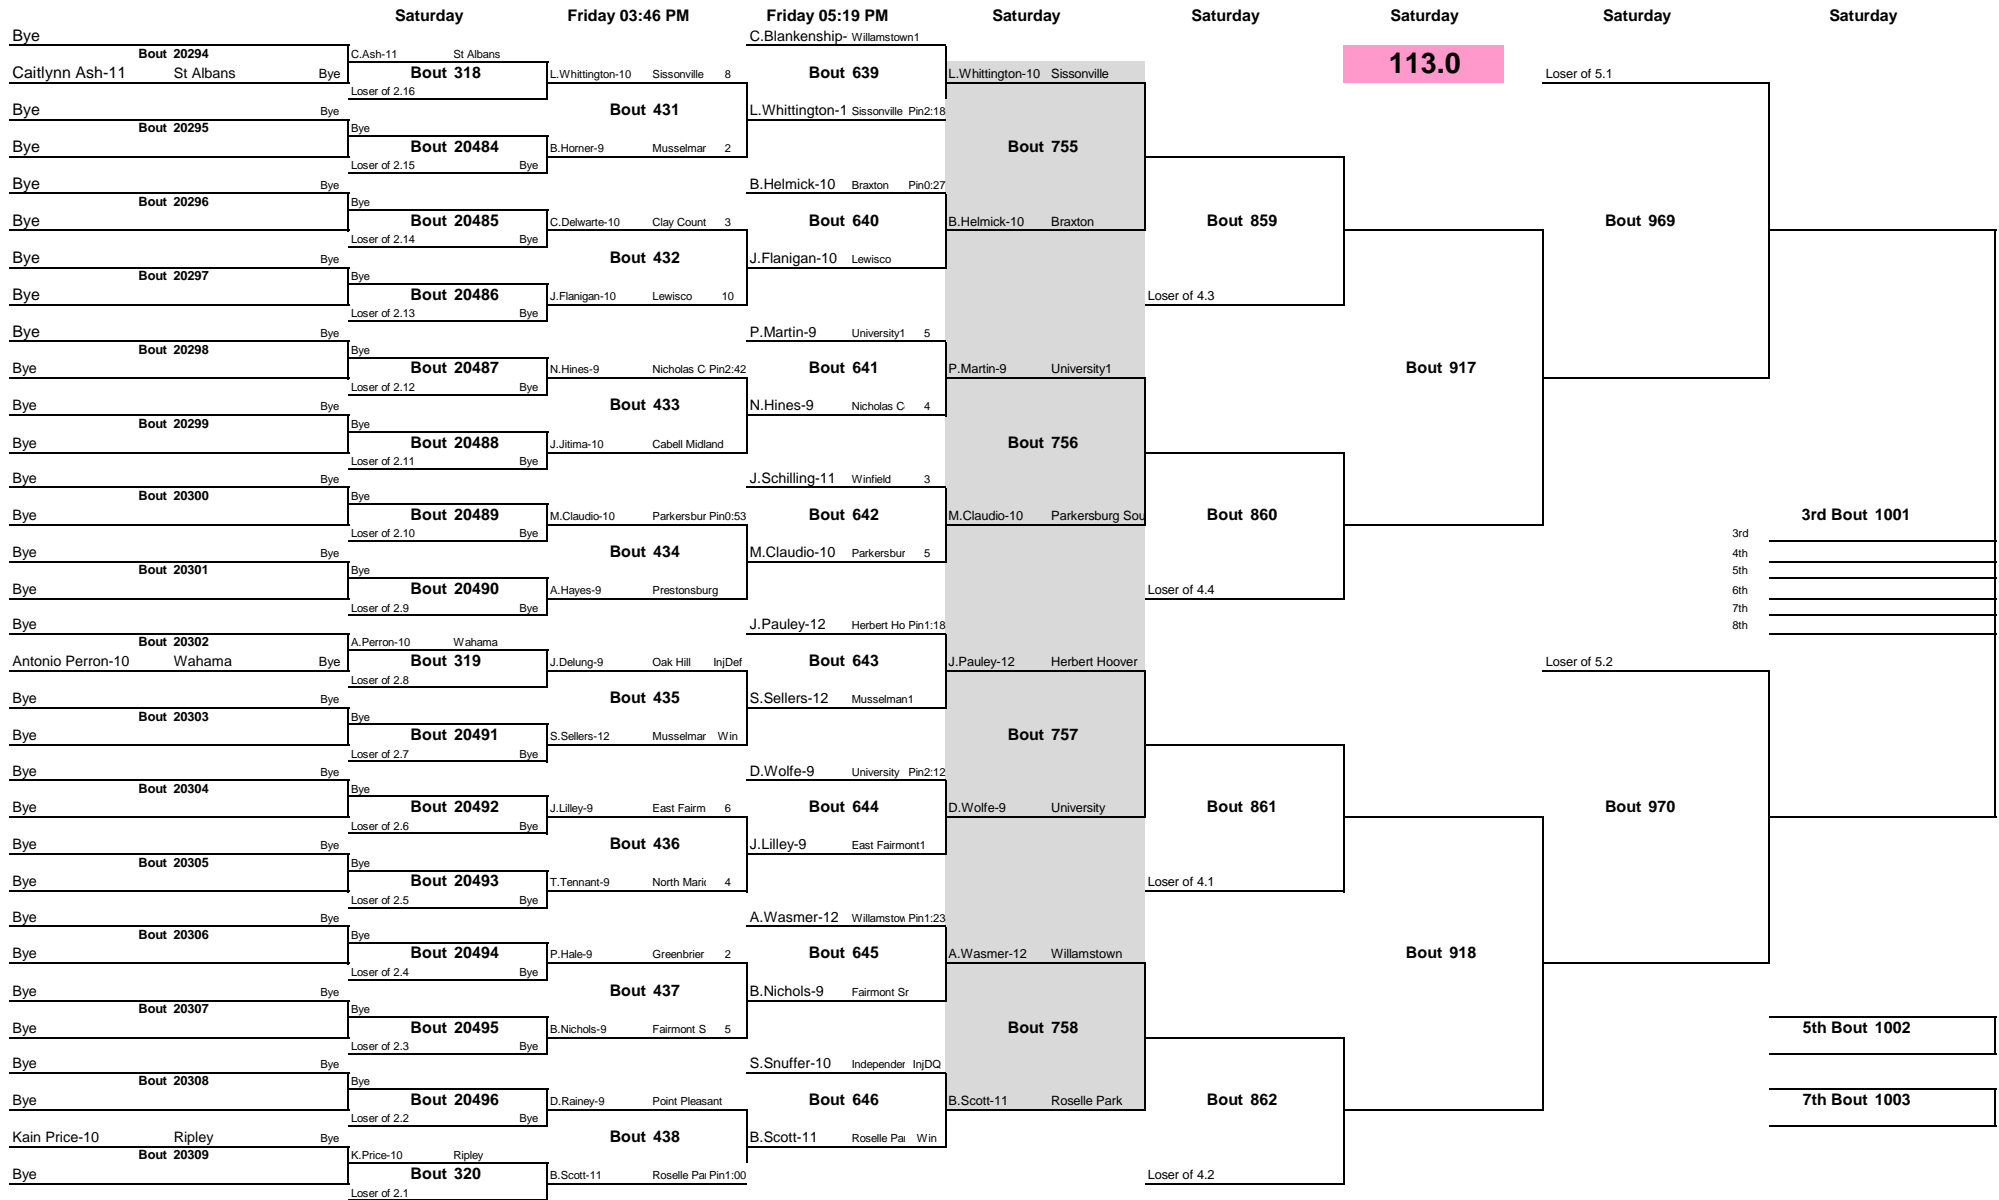 Saturday
Friday 03:46 PM
Friday 05:19 PM
Saturday
Saturday
Saturday
Saturday
Saturday
113.0
Bye
Bout 20294
Caitlynn Ash-11 St Albans Bye
Bye Bye
Bout 20295
Bye
Bye Bye
Bout 20296
Bye
Bye Bye
Bout 20297
Bye
Bye Bye
Bout 20298
Bye
Bye Bye
Bout 20299
Bye
Bye Bye
Bout 20300
Bye
Bye Bye
Bout 20301
Bye
Bye
Bout 20302
Antonio Perron-10 Wahama Bye
Bye Bye
Bout 20303
Bye
Bye Bye
Bout 20304
Bye
Bye Bye
Bout 20305
Bye
Bye Bye
Bout 20306
Bye
Bye Bye
Bout 20307
Bye
Bye Bye
Bout 20308
Bye
Kain Price-10 Ripley Bye
Bout 20309
Bye
C.Ash-11 St Albans
Bout 318
Loser of 2.16
Bye
Bout 20484
Loser of 2.15 Bye
Bye
Bout 20485
Loser of 2.14 Bye
Bye
Bout 20486
Loser of 2.13 Bye
Bye
Bout 20487
Loser of 2.12 Bye
Bye
Bout 20488
Loser of 2.11 Bye
Bye
Bout 20489
Loser of 2.10 Bye
Bye
Bout 20490
Loser of 2.9 Bye
A.Perron-10 Wahama
Bout 319
Loser of 2.8
Bye
Bout 20491
Loser of 2.7 Bye
Bye
Bout 20492
Loser of 2.6 Bye
Bye
Bout 20493
Loser of 2.5 Bye
Bye
Bout 20494
Loser of 2.4 Bye
Bye
Bout 20495
Loser of 2.3 Bye
Bye
Bout 20496
Loser of 2.2 Bye
K.Price-10 Ripley
Bout 320
Loser of 2.1
L.Whittington-10 Sissonville 8
Bout 431
B.Horner-9 Musselmar 2
C.Delwarte-10 Clay Count 3
Bout 432
J.Flanigan-10 Lewisco 10
N.Hines-9 Nicholas C Pin2:42
Bout 433
J.Jitima-10 Cabell Midland
M.Claudio-10 Parkersbur Pin0:53
Bout 434
A.Hayes-9 Prestonsburg
J.Delung-9 Oak Hill InjDef
Bout 435
S.Sellers-12 Musselmar Win
J.Lilley-9 East Fairm 6
Bout 436
T.Tennant-9 North Mari 4
P.Hale-9 Greenbrier 2
Bout 437
B.Nichols-9 Fairmont S 5
D.Rainey-9 Point Pleasant
Bout 438
B.Scott-11 Roselle Pa Pin1:00
C.Blankenship- Willamstown1
Bout 639
L.Whittington-1 Sissonville Pin2:18
B.Helmick-10 Braxton Pin0:27
Bout 640
J.Flanigan-10 Lewisco
P.Martin-9 University1 5
Bout 641
N.Hines-9 Nicholas C 4
J.Schilling-11 Winfield 3
Bout 642
M.Claudio-10 Parkersbur 5
J.Pauley-12 Herbert Ho Pin1:18
Bout 643
S.Sellers-12 Musselman1
D.Wolfe-9 University Pin2:12
Bout 644
J.Lilley-9 East Fairmont1
A.Wasmer-12 Willamstow Pin1:23
Bout 645
B.Nichols-9 Fairmont Sr
S.Snuffer-10 Independer InjDQ
Bout 646
B.Scott-11 Roselle Pa Win
L.Whittington-10 Sissonville
Bout 755
B.Helmick-10 Braxton
P.Martin-9 University1
Bout 756
M.Claudio-10 Parkersburg Sou
J.Pauley-12 Herbert Hoover
Bout 757
D.Wolfe-9 University
A.Wasmer-12 Willamstown
Bout 758
B.Scott-11 Roselle Park
Bout 859
Loser of 4.3
Bout 860
Loser of 4.4
Bout 861
Loser of 4.1
Bout 862
Loser of 4.2
Bout 917
Bout 918
Loser of 5.1
Bout 969
Loser of 5.2
Bout 970
3rd Bout 1001
3rd
4th
5th
6th
7th
8th
5th Bout 1002
7th Bout 1003